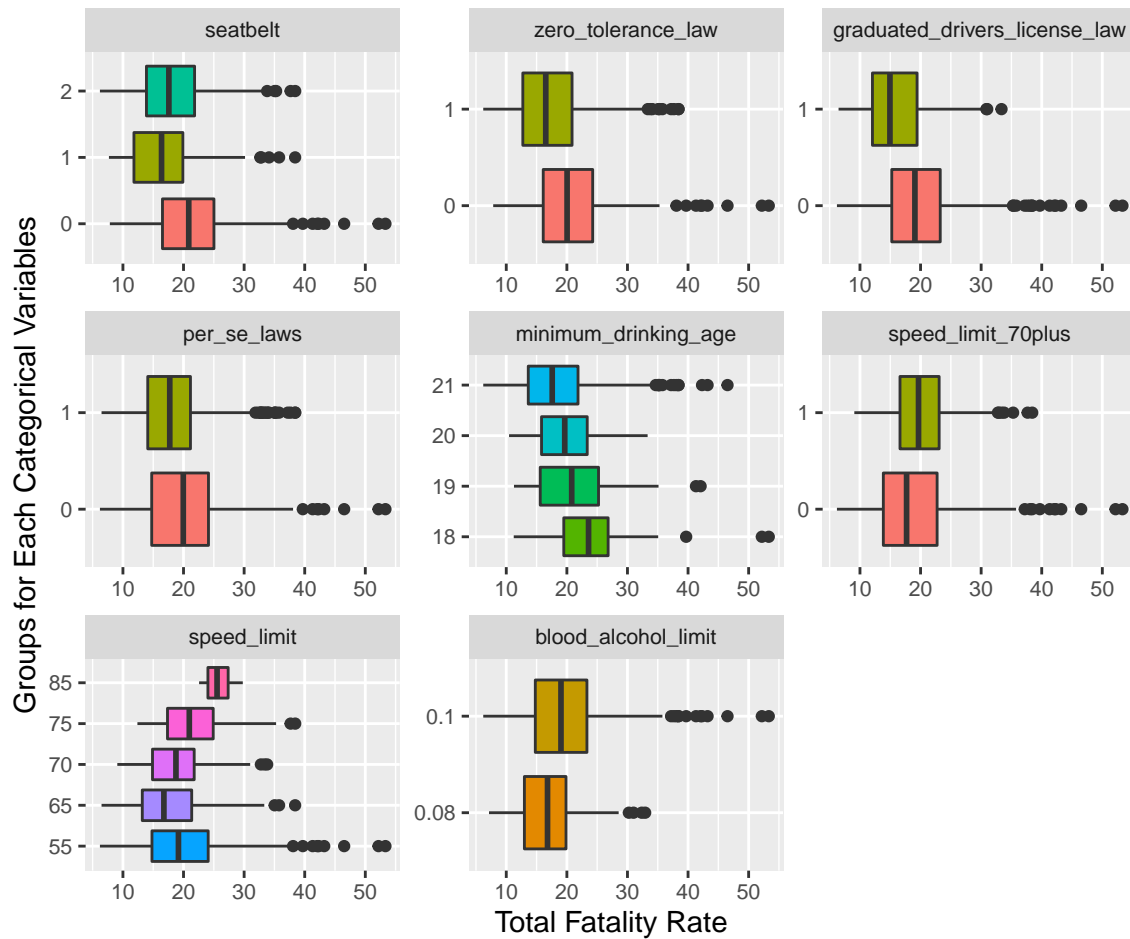 seatbelt
zero_tolerance_law
graduated_drivers_license_law
2
1
0
1
0
1
0
10 20 30 40 50
10 20 30 40 50
10 20 30 40 50
per_se_laws
minimum_drinking_age
speed_limit_70plus
1
0
21
20
19
18
1
0
10 20 30 40 50
10 20 30 40 50
10 20 30 40 50
speed_limit
blood_alcohol_limit
85
75
70
65
55
0.1
0.08
10 20 30 40 50
10 20 30 40 50
Groups for Each Categorical Variables
Total Fatality Rate